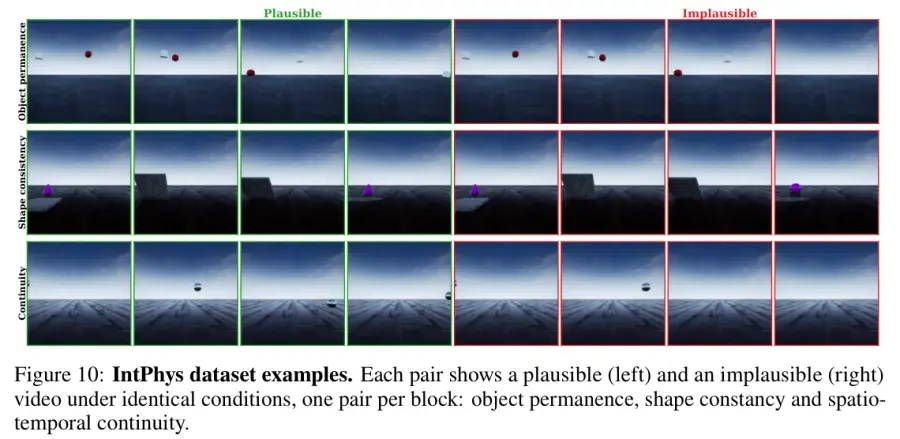 Plausible
Implausible
Object permanence
Shape consistency
Continuity
Figure 10: IntPhys dataset examples. Each pair shows a plausible (left) and an implausible (right)
video under identical conditions, one pair per block: object permanence, shape constancy and spatio-
temporal continuity.